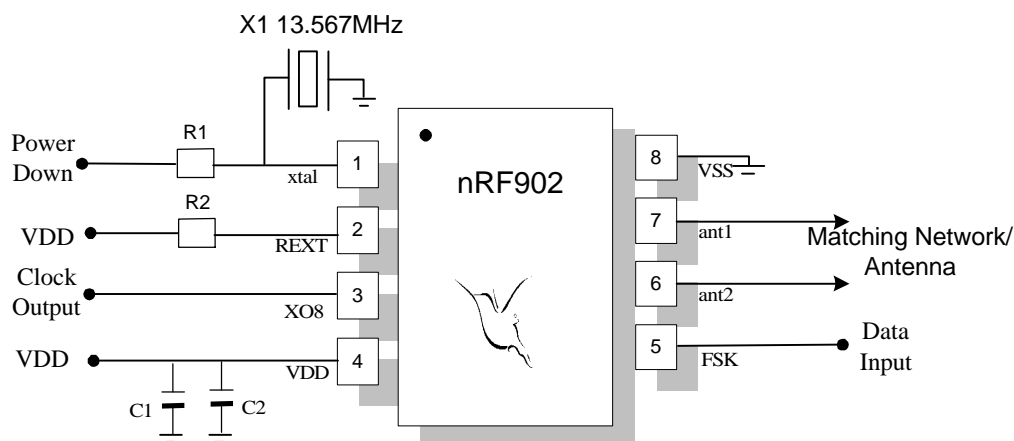 X1 13.567MHz
Power
Down
R1
xtal
1
VDD
R2
REXT
2
Clock
Output
XO8
3
VDD
VDD
4
C1
C2
nRF902
8
VSS
7
ant1
6
ant2
Matching Network/
Antenna
5
FSK
Data
Input